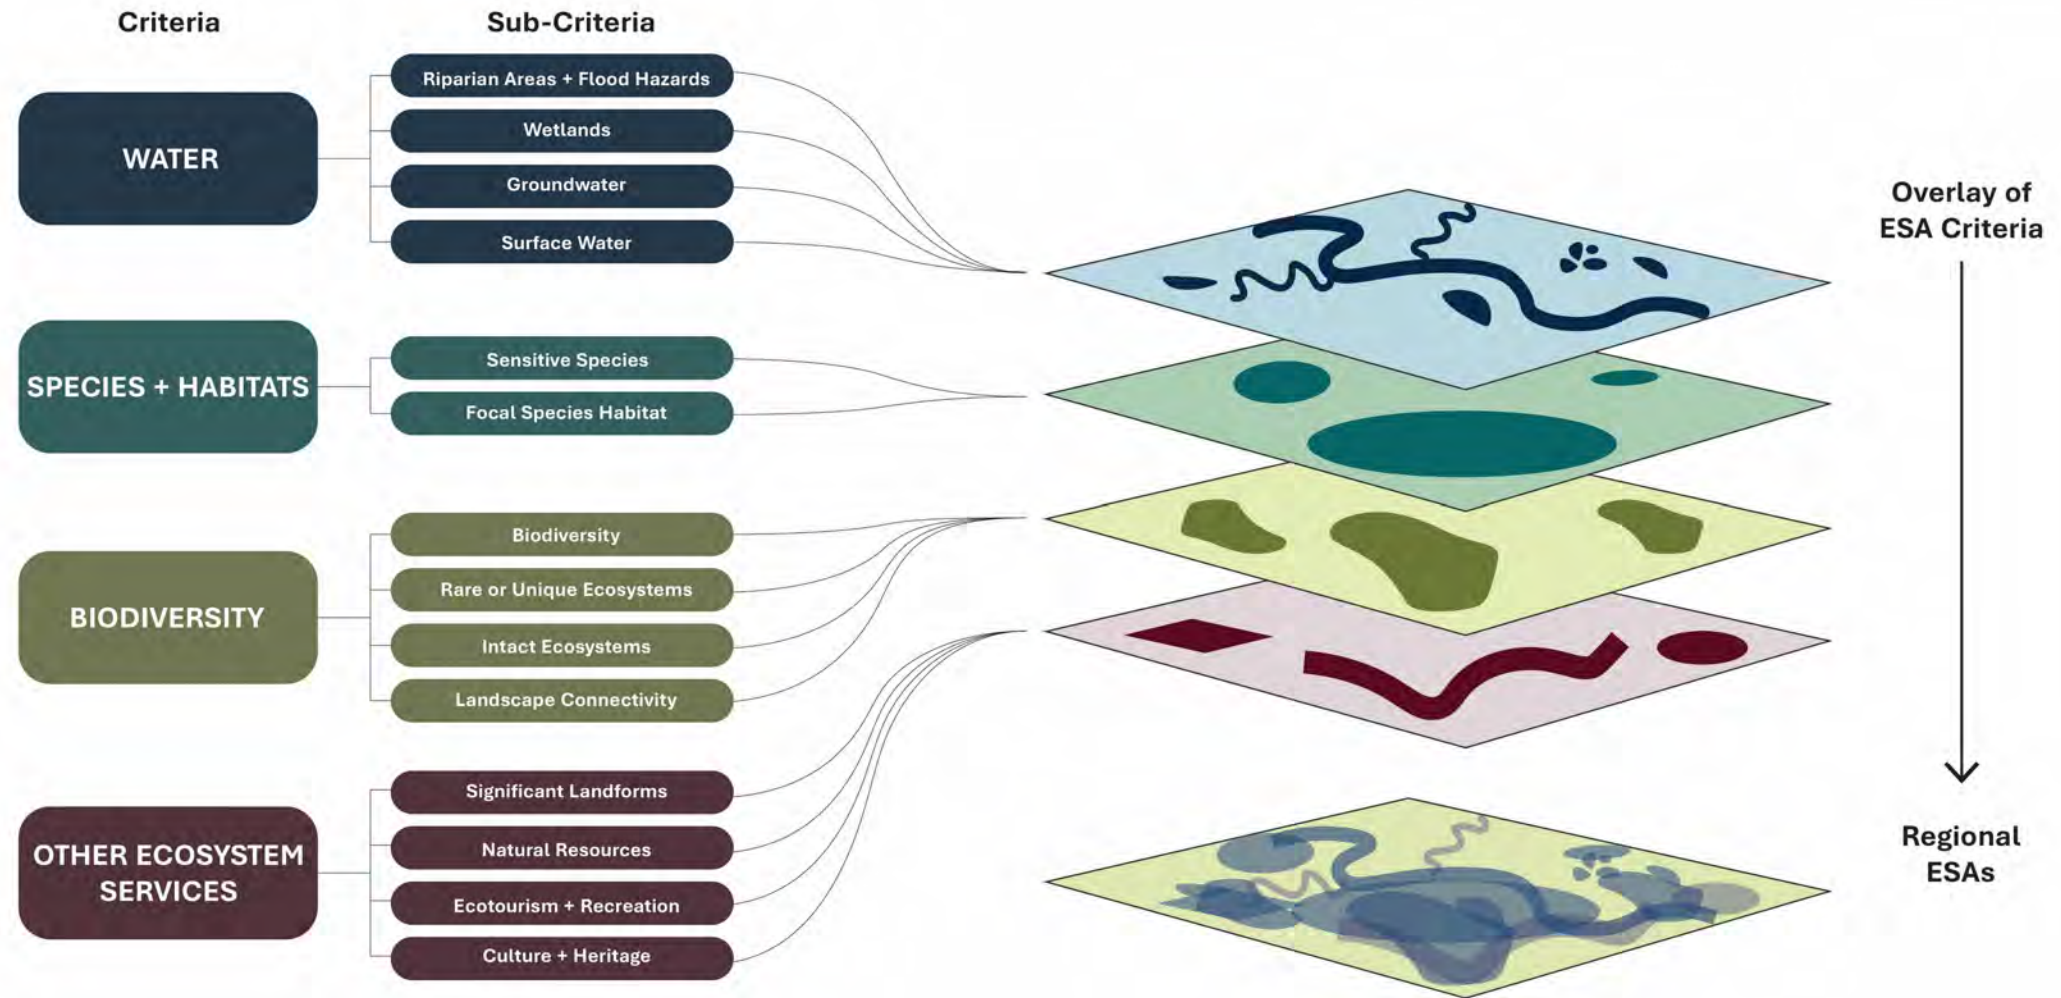 Criteria
Sub-Criteria
WATER
Riparian Areas + Flood Hazards
Wetlands
Groundwater
Surface Water
SPECIES + HABITATS
Sensitive Species
Focal Species Habitat
BIODIVERSITY
Biodiversity
Rare or Unique Ecosystems
Intact Ecosystems
Landscape Connectivity
OTHER ECOSYSTEM
SERVICES
Significant Landforms
Natural Resources
Ecotourism + Recreation
Culture + Heritage
Overlay of
ESA Criteria
Regional
ESAs